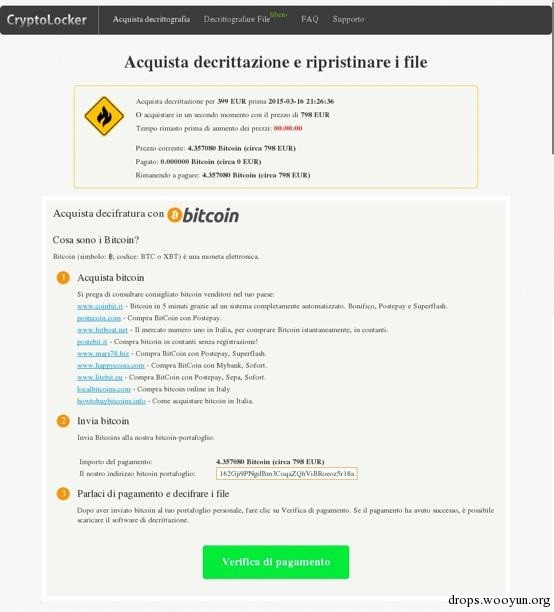 CryptoLocker Acquista decrittografia Decrittografare File libero FAQ Supporto
Acquista decrittazione e ripristinare i file
Acquista decrittazione per 399 EUR prima 2015-03-16 21:26:36
O acquistare in un secondo momento con il prezzo di 798 EUR
Tempo rimasto prima di aumento dei prezzi: 00:00:00
Prezzo corrente: 4.357080 Bitcoin (circa 798 EUR)
Pagato: 0.000000 Bitcoin (circa 0 EUR)
Rimanendo a pagare: 4.357080 Bitcoin (circa 798 EUR)
Acquista decifratura con bitcoin
Cosa sono i Bitcoin?
Bitcoin (simbolo: ฿, codice: BTC o XBT) è una moneta elettronica.
1 Acquista bitcoin
Si prega di consultare consigliato bitcoin venditori nel tuo paese:
www.coinbit.it - Bitcoin in 5 minuti grazie ad un sistema completamente automatizzato. Bonifico, Postepay e Superflash.
postecoin.com - Compra BitCoin con Postepay.
www.bitboat.net - Il mercato numero uno in Italia, per comprare Bitcoin istantaneamente, in contanti.
postebit.it - Compra bitcoin in contanti senza registrazione!
www.mars78.biz - Compra BitCoin con Postepay, Superflash.
www.happycoins.com - Compra BitCoin con Mybank, Sofort.
www.litebit.eu - Compra BitCoin con Postepay, Sepa, Sofort.
localbitcoins.com - Compra bitcoin online in Italy
howtobuybitcoins.info - Come acquistare bitcoin in Italia.
2 Invia bitcoin
Invia Bitcoins alla nostra bitcoin-portafoglio.
Importo del pagamento: 4.357080 Bitcoin (circa 798 EUR)
Il nostro indirizzo bitcoin portafoglio:
3 Parlaci di pagamento e decifrare i file
Dopo aver inviato bitcoin al tuo portafoglio personale, fare clic su Verifica di pagamento. Se il pagamento ha avuto successo, è possibile
scaricare il software di decrittazione.
Verifica di pagamento
drops.wooyun.org